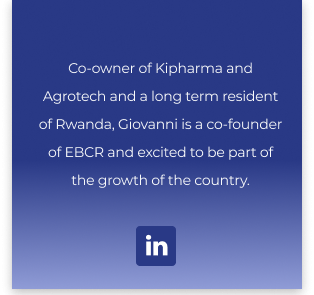 Co-owner of Kipharma and
Agrotech and a long term resident
of Rwanda, Giovanni is a co-founder
of EBCR and excited to be part of
the growth of the country.
in